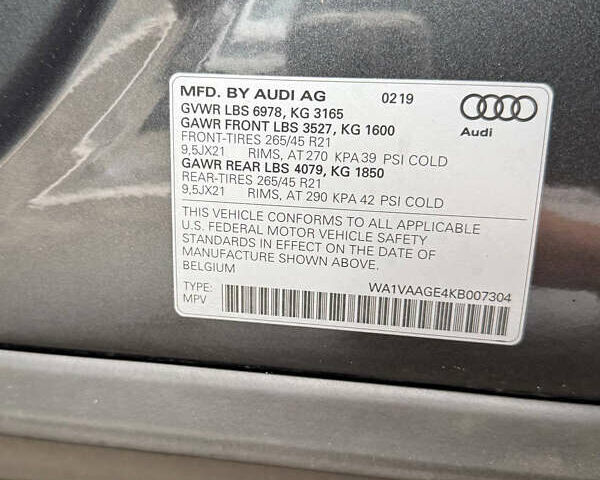 MFD. BY AUDI AG 0219
GVWR LBS 6978, KG 3165
GAWR FRONT LBS 3527, KG 1600
FRONT-TIRES 265/45 R21
9,5JX21 RIMS, AT 270 KPA 39 PSI COLD
GAWR REAR LBS 4079, KG 1850
REAR-TIRES 265/45 R21
9,5JX21 RIMS, AT 290 KPA 42 PSI COLD
Audi
THIS VEHICLE CONFORMS TO ALL APPLICABLE
U.S. FEDERAL MOTOR VEHICLE SAFETY
STANDARDS IN EFFECT ON THE DATE OF
MANUFACTURE SHOWN ABOVE.
BELGIUM
WA1VAAGE4KB007304
TYPE:
MPV